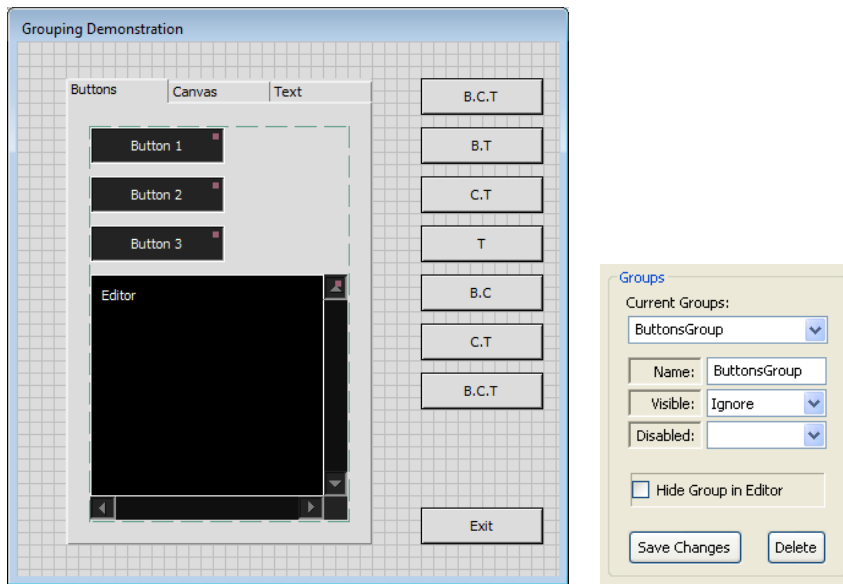 Grouping Demonstration
Buttons Canvas Text
Button 1
Button 2
Button 3
Editor
B.C.T
B.T
C.T
T
B.C
C.T
B.C.T
Exit
Groups
Current Groups:
ButtonsGroup
Name: ButtonsGroup
Visible: Ignore
Disabled:
Hide Group in Editor
Save Changes Delete